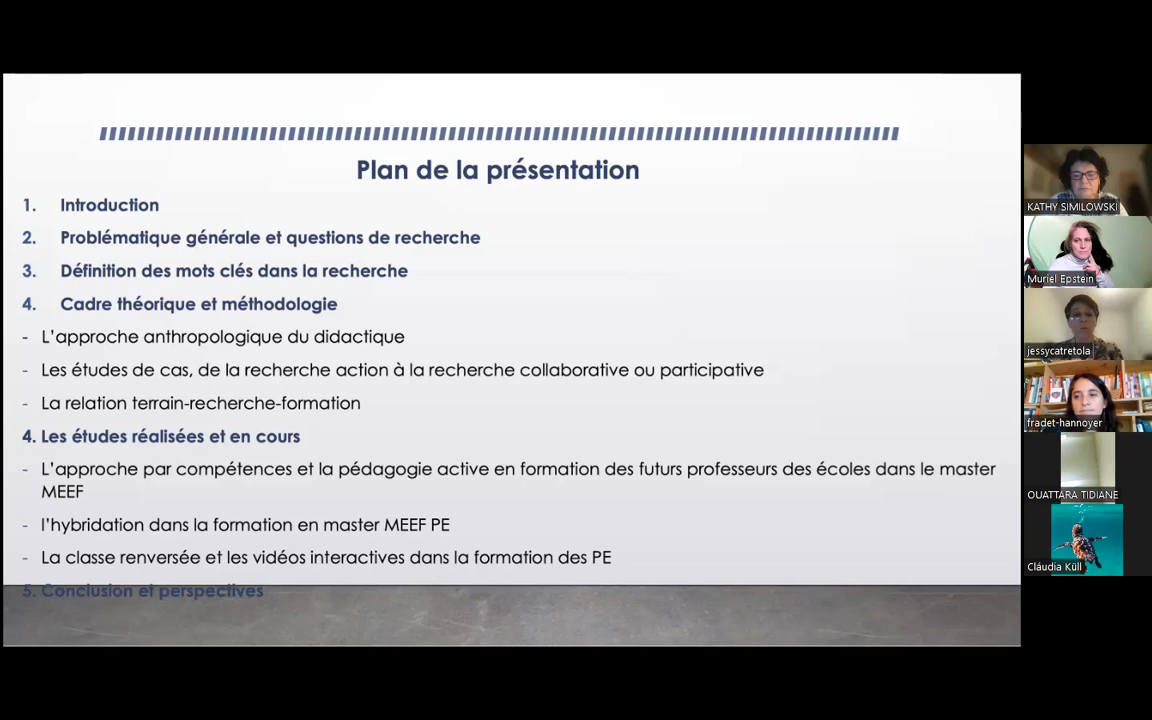 Plan de la présentation
1. Introduction
2. Problématique générale et questions de recherche
3. Définition des mots clés dans la recherche
4. Cadre théorique et méthodologie
- L'approche anthropologique du didactique
- Les études de cas, de la recherche action à la recherche collaborative ou participative
- La relation terrain-recherche-formation
4. Les études réalisées et en cours
- L'approche par compétences et la pédagogie active en formation des futurs professeurs des écoles dans le master
MEEF
- l'hybridation dans la formation en master MEEF PE
- La classe renversée et les vidéos interactives dans la formation des PE
5. Conclusion et perspectives
KATHY SIMILOWSKI
Muriel Epstein
jessycatretola
fradet-hannoyer
OUATTARA TIDIANE
Cláudia Küll